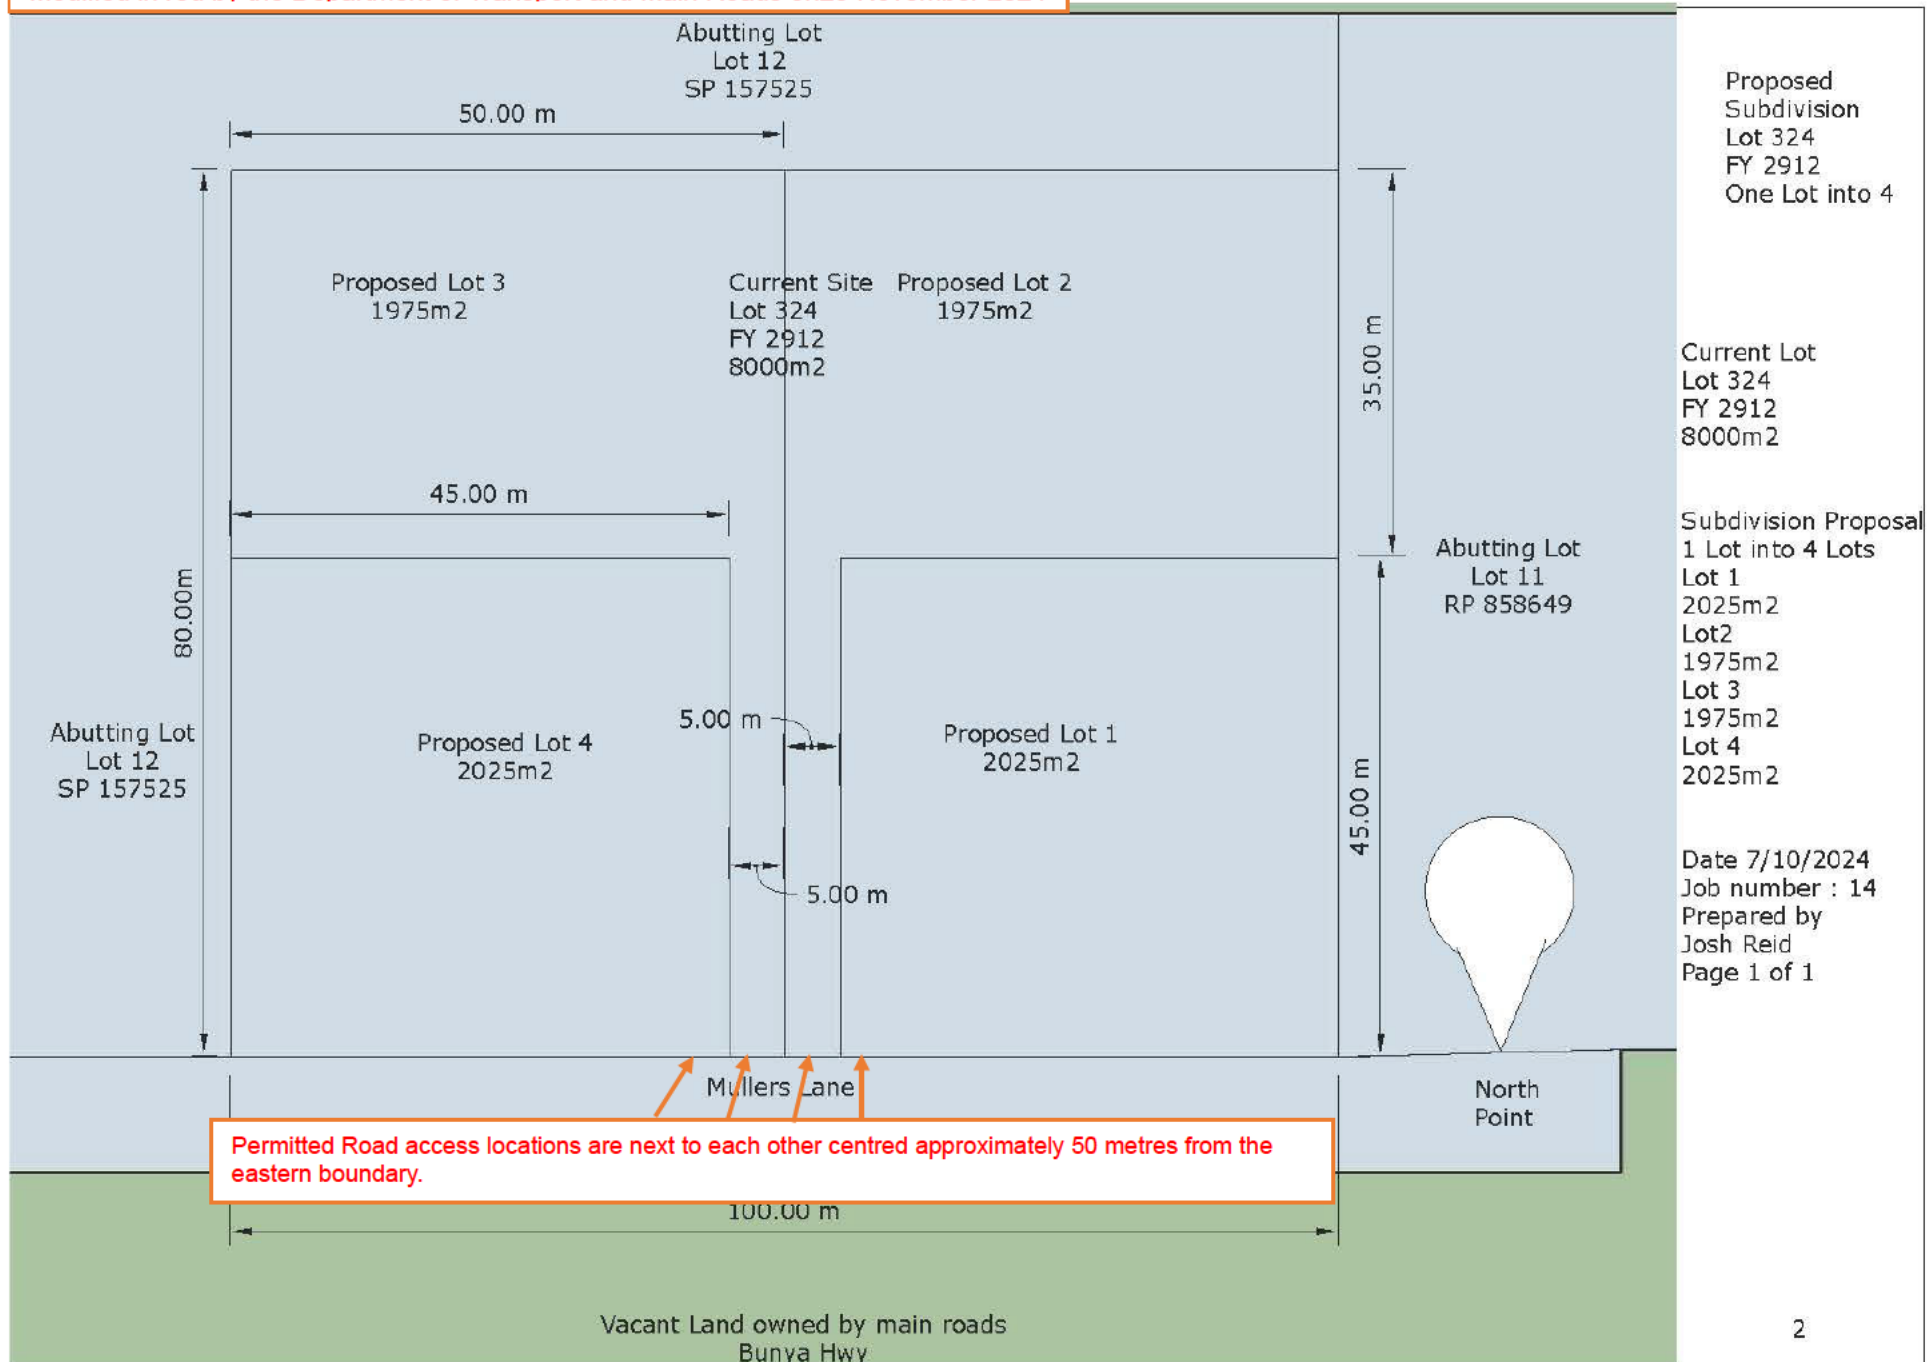 Abutting Lot
Lot 12
SP 157525
50.00 m
Proposed
Subdivision
Lot 324
FY 2912
One Lot into 4
Proposed Lot 3
1975m2
Current Site
Lot 324
FY 2912
8000m2
Proposed Lot 2
1975m2
35.00 m
Current Lot
Lot 324
FY 2912
8000m2
45.00 m
80.00m
Abutting Lot
Lot 11
RP 858649
Subdivision Proposal
1 Lot into 4 Lots
Lot 1
2025m2
Lot2
1975m2
Lot 3
1975m2
Lot 4
2025m2
Abutting Lot
Lot 12
SP 157525
Proposed Lot 4
2025m2
5.00 m
Proposed Lot 1
2025m2
45.00 m
5.00 m
Date 7/10/2024
Job number : 14
Prepared by
Josh Reid
Page 1 of 1
Mullers Lane
North
Point
Permitted Road access locations are next to each other centred approximately 50 metres from the
eastern boundary.
100.00 m
Vacant Land owned by main roads
Bunya Hwy
2